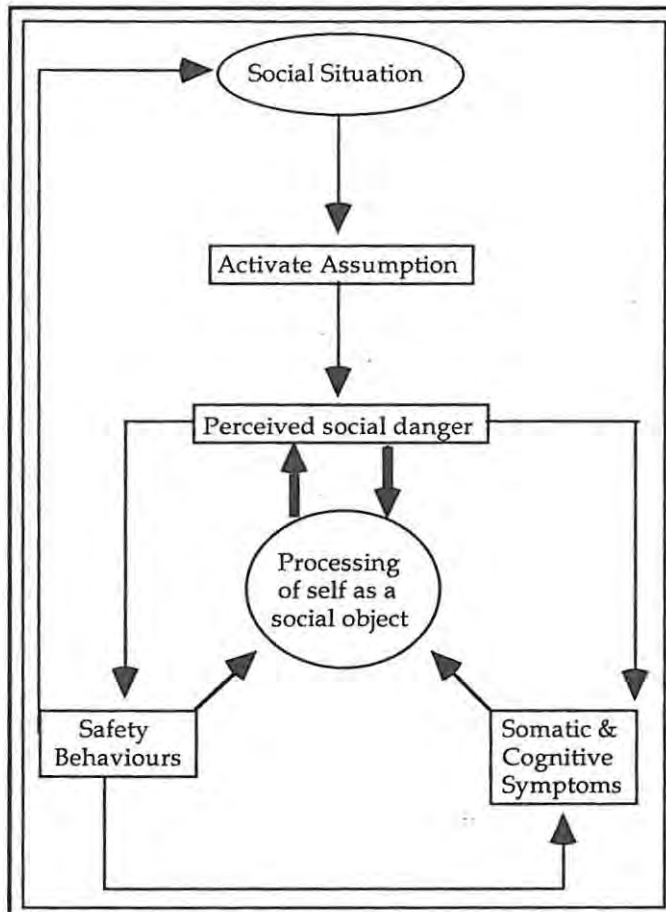 Social Situation
Activate Assumption
Perceived social danger
Processing
of self as a
social object
Safety
Behaviours
Somatic &
Cognitive
Symptoms